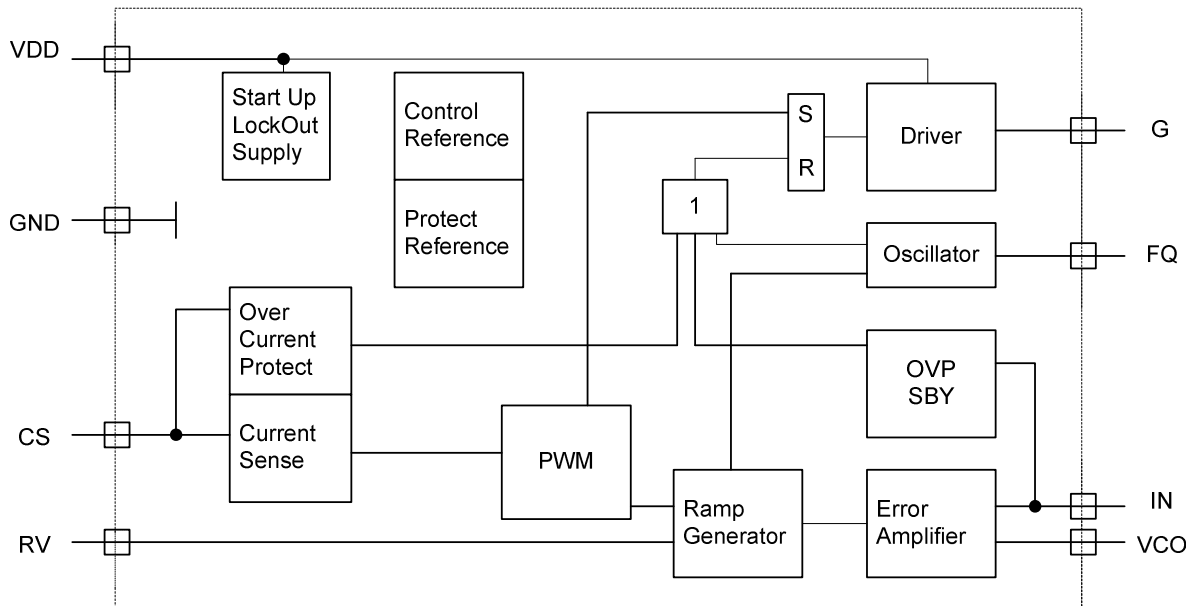 VDD
Start Up
LockOut
Supply
Control
Reference
S
R
Driver
G
GND
Protect
Reference
1
Oscillator
FQ
Over
Current
Protect
OVP
SBY
CS
Current
Sense
PWM
Ramp
Generator
Error
Amplifier
IN
RV
VCO